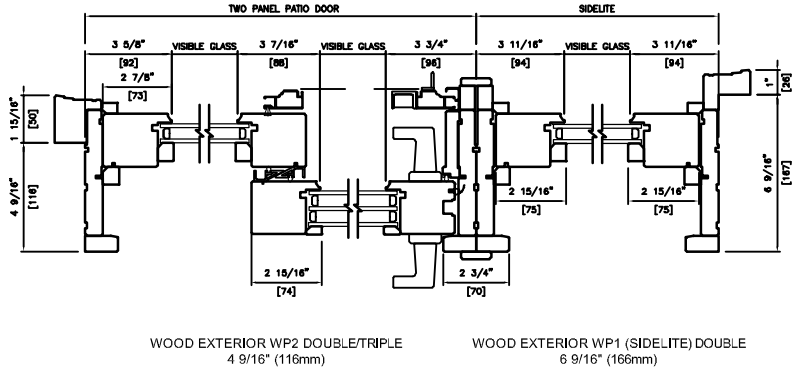 TWO PANEL PATIO DOOR
SIDELITE
3 5/8" VISIBLE GLASS 3 7/16" VISIBLE GLASS 3 3/4" 3 11/16" VISIBLE GLASS 3 11/16"
[92] [88] [96] [94] [94]
2 7/8"
[73]
1 15/16"
[50]
4 9/16"
[116]
1"
[26]
6 9/16"
[167]
2 15/16" 2 15/16"
[75] [75]
2 15/16" 2 3/4"
[74] [70]
WOOD EXTERIOR WP2 DOUBLE/TRIPLE
4 9/16" (116mm)
WOOD EXTERIOR WP1 (SIDELITE) DOUBLE
6 9/16" (166mm)